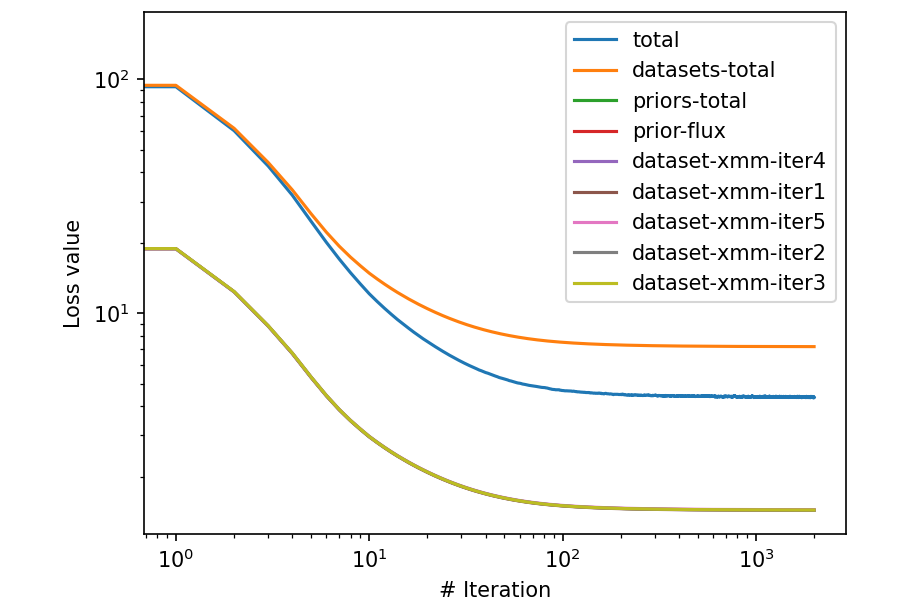 total
datasets-total
priors-total
prior-flux
dataset-xmm-iter4
dataset-xmm-iter1
dataset-xmm-iter5
dataset-xmm-iter2
dataset-xmm-iter3
Loss value
10²
10¹
10⁰ 10¹ 10² 10³
# Iteration